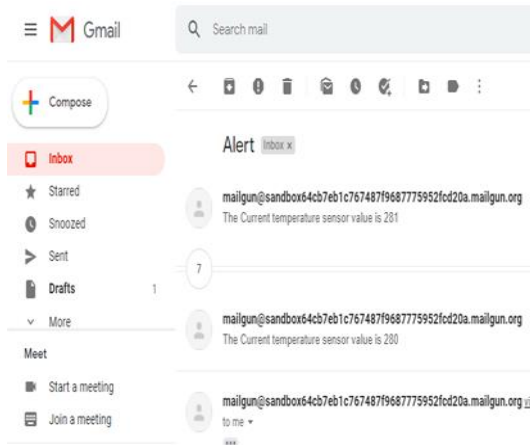 Gmail
Search mail
Compose
Inbox
Starred
Snoozed
Sent
Drafts 1
More
Meet
Start a meeting
Join a meeting
Alert Inbox x
mailgun@sandbox64cb7eb1c767487f9687775952fcd20a.mailgun.org
The Current temperature sensor value is 281
7
mailgun@sandbox64cb7eb1c767487f9687775952fcd20a.mailgun.org
The Current temperature sensor value is 280
mailgun@sandbox64cb7eb1c767487f9687775952fcd20a.mailgun.org
to me